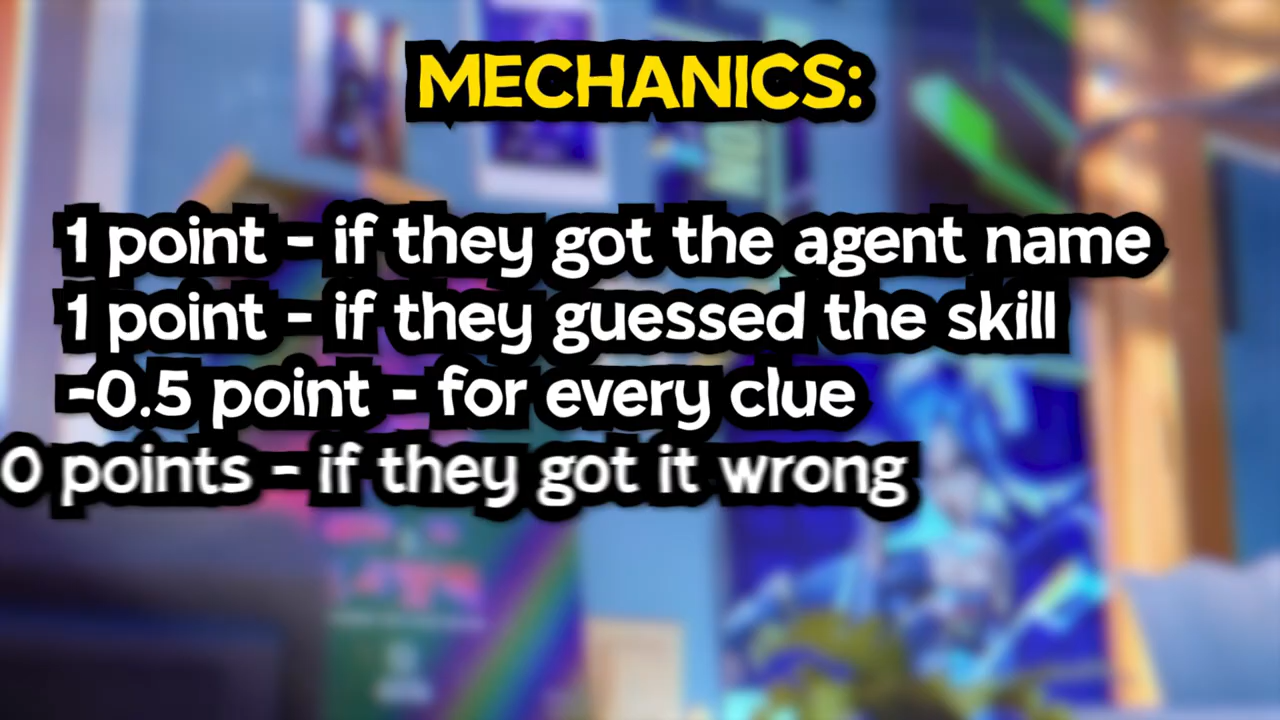 MECHANICS:
1 point - if they got the agent name
1 point - if they guessed the skill
-0.5 point - for every clue
0 points - if they got it wrong